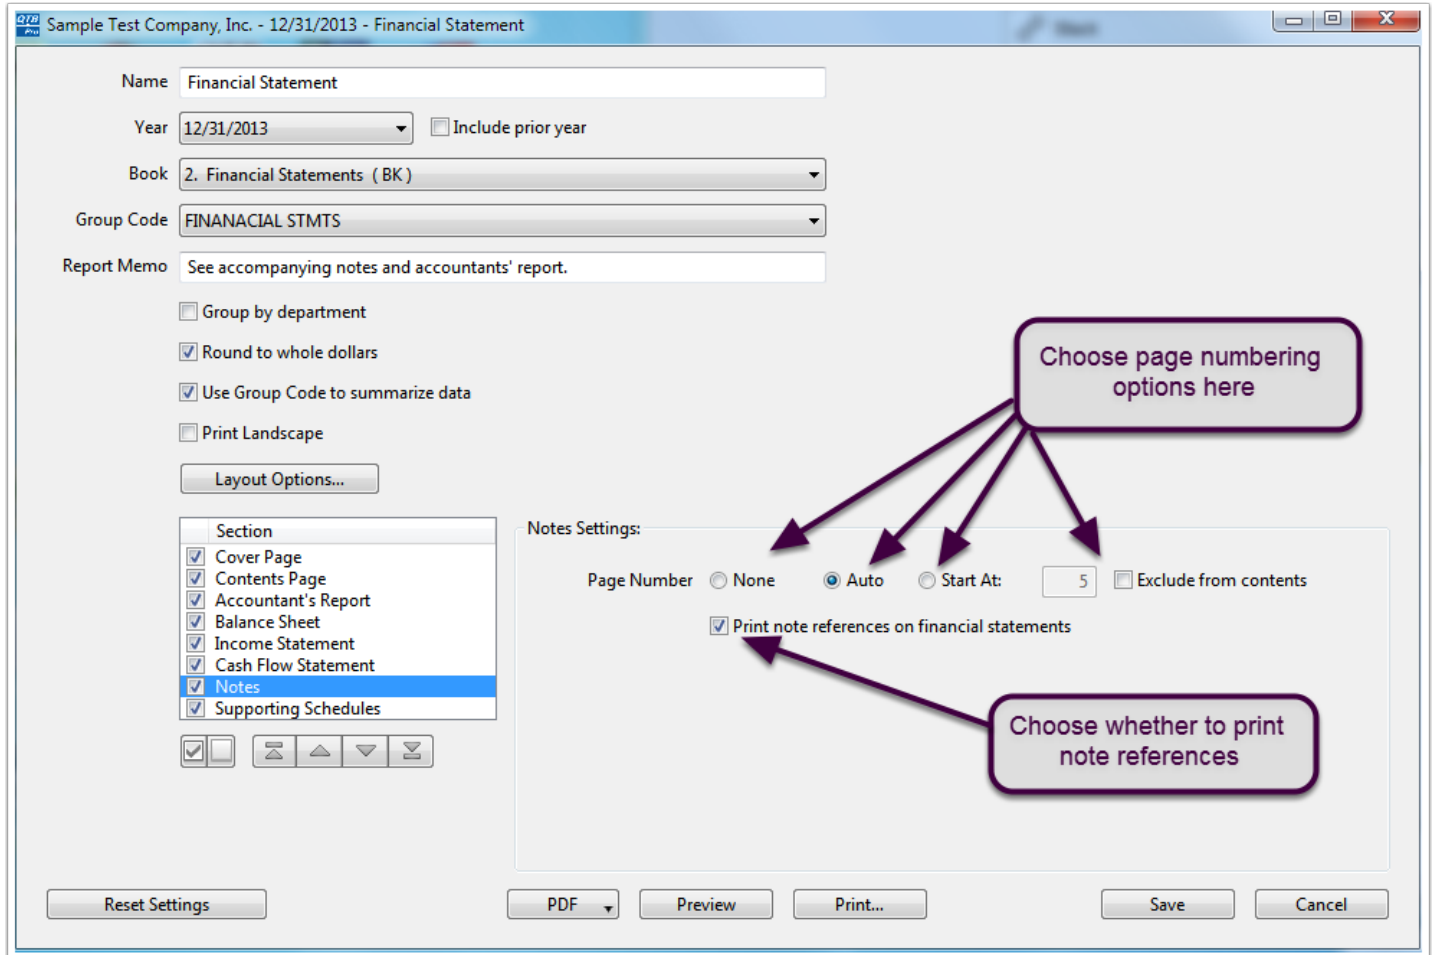 QTB
Pro
Sample Test Company, Inc. - 12/31/2013 - Financial Statement
Name Financial Statement
Year 12/31/2013 Include prior year
Book 2. Financial Statements ( BK )
Group Code FINANACIAL STMTS
Report Memo See accompanying notes and accountants' report.
Group by department
Round to whole dollars
Use Group Code to summarize data
Print Landscape
Layout Options...
Choose page numbering
options here
Section
Cover Page
Contents Page
Accountant's Report
Balance Sheet
Income Statement
Cash Flow Statement
Notes
Supporting Schedules
Notes Settings:
Page Number None Auto Start At: 5 Exclude from contents
Print note references on financial statements
Choose whether to print
note references
Reset Settings PDF Preview Print... Save Cancel